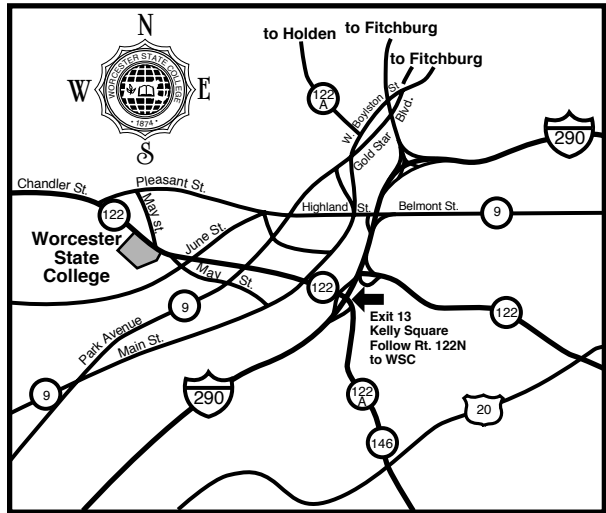 N
W
E
S
WORCESTER STATE COLLEGE
• 1874 •
to Holden
to Fitchburg
to Fitchburg
122
A
W. Boylston St
Gold Star
Blvd.
290
Chandler St.
Pleasant St.
122
May st.
Highland St.
Belmont St.
9
Worcester
State
College
June St.
May St.
122
9
Exit 13
Kelly Square
Follow Rt. 122N
to WSC
122
Park Avenue
Main St.
9
290
122
A
20
146